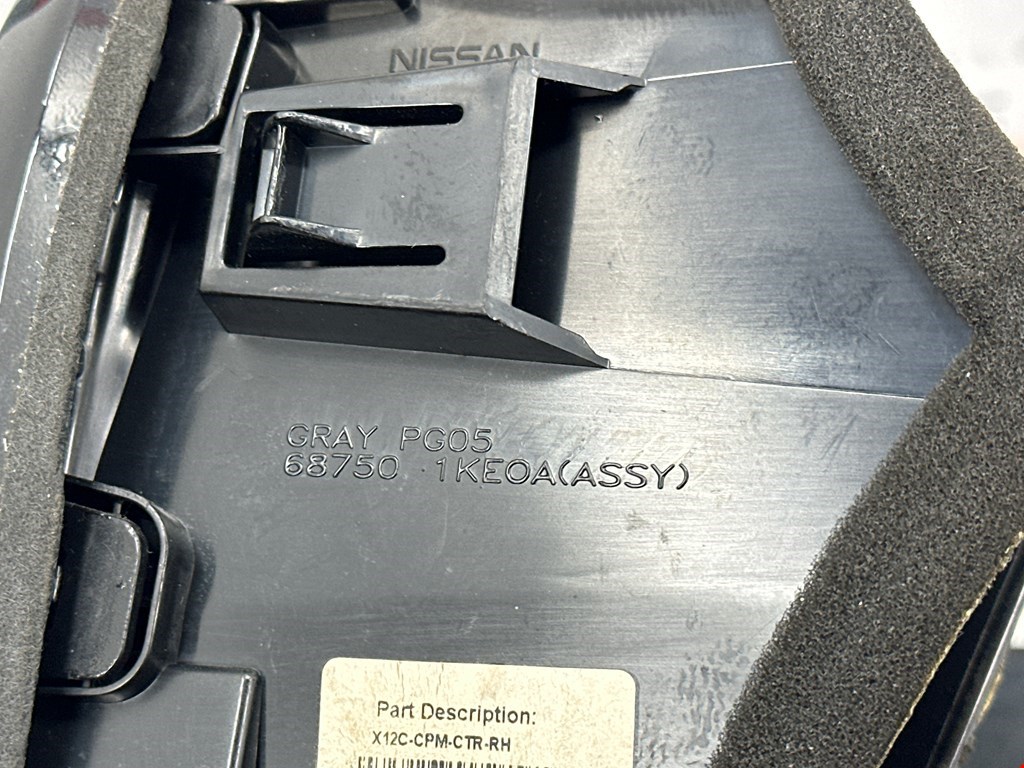 NISSAN
GRAY PG05
68750 1KE0A(ASSY)
Part Description:
X12C-CPM-CTR-RH